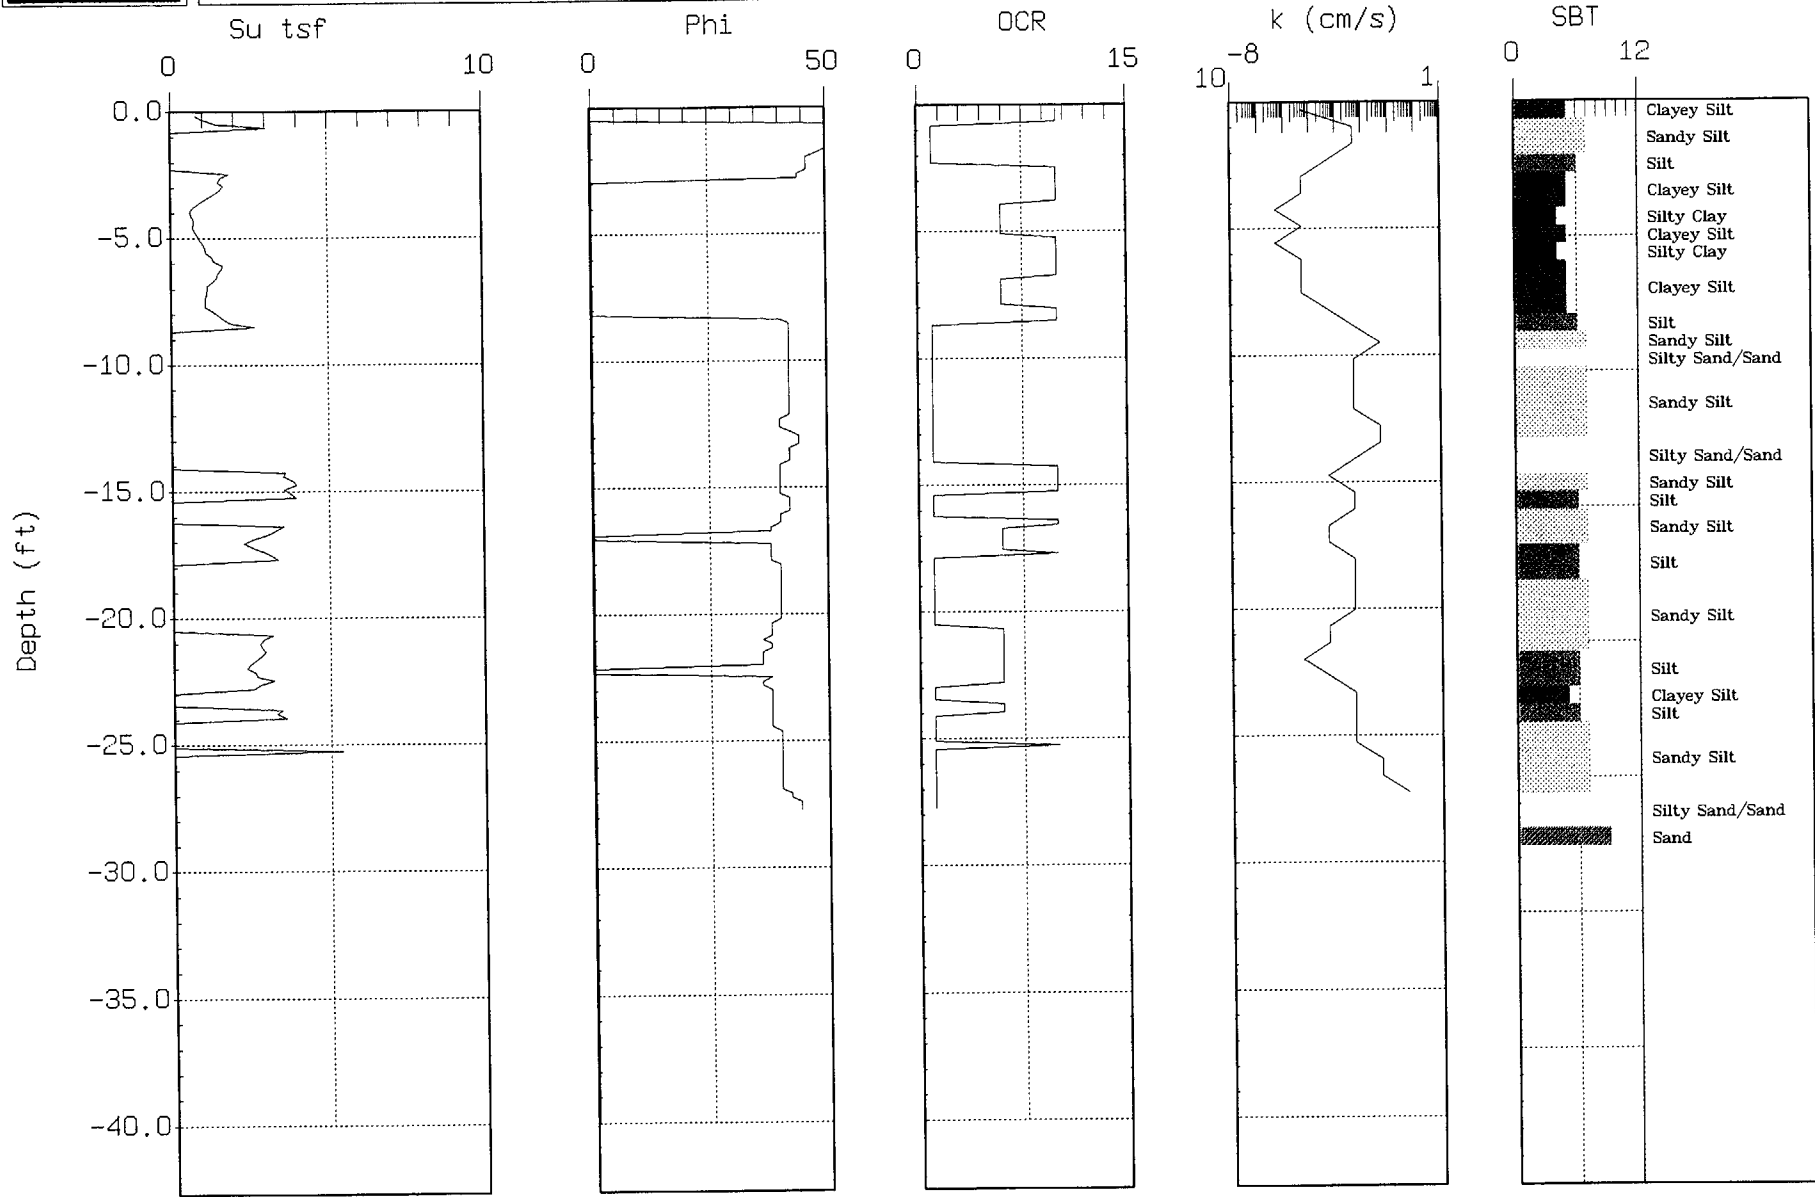 Su tsf
Phi
OCR
k (cm/s)
SBT
0 10
0 50
0 15
10 -8 1
0 12
Depth (ft)
0.0
-5.0
-10.0
-15.0
-20.0
-25.0
-30.0
-35.0
-40.0
Clayey Silt
Sandy Silt
Silt
Clayey Silt
Silty Clay
Clayey Silt
Silty Clay
Clayey Silt
Silt
Sandy Silt
Silty Sand/Sand
Sandy Silt
Silty Sand/Sand
Sandy Silt
Silt
Sandy Silt
Silt
Sandy Silt
Silt
Clayey Silt
Silt
Sandy Silt
Silty Sand/Sand
Sand